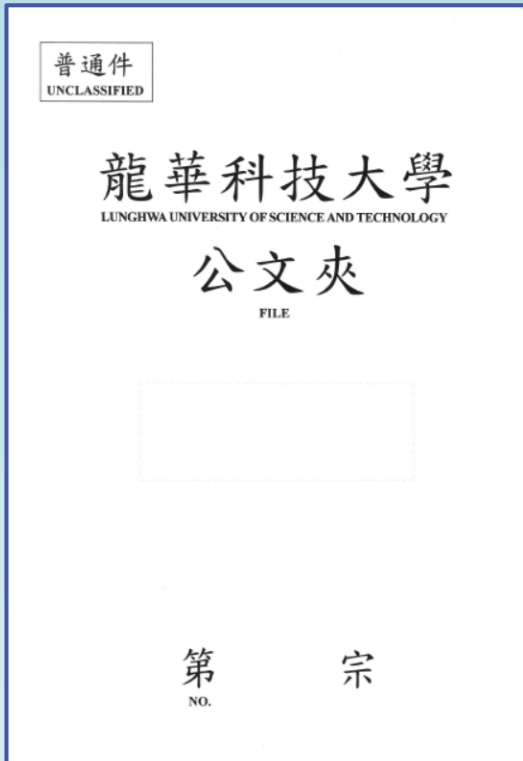 普通件
UNCLASSIFIED
龍華科技大學
LUNGHWA UNIVERSITY OF SCIENCE AND TECHNOLOGY
公文夾
FILE
第 宗
NO.